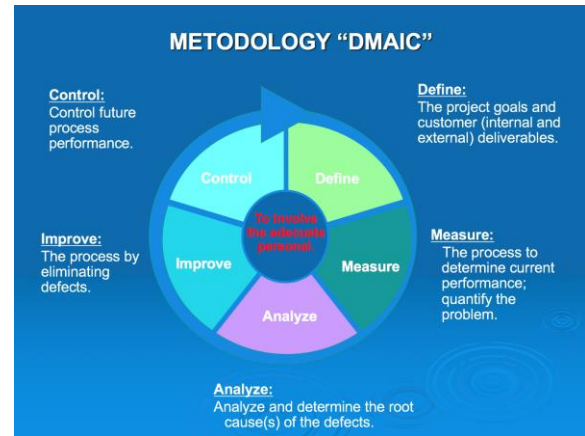 METODOLOGY “DMAIC”
Control:
Control future
process
performance.
Define:
The project goals and
customer (internal and
external) deliverables.
Control
Define
To Involve
the adecuate
personal.
Improve:
The process by
eliminating
defects.
Improve
Measure
Measure:
The process to
determine current
performance;
quantify the
problem.
Analyze
Analyze:
Analyze and determine the root
cause(s) of the defects.